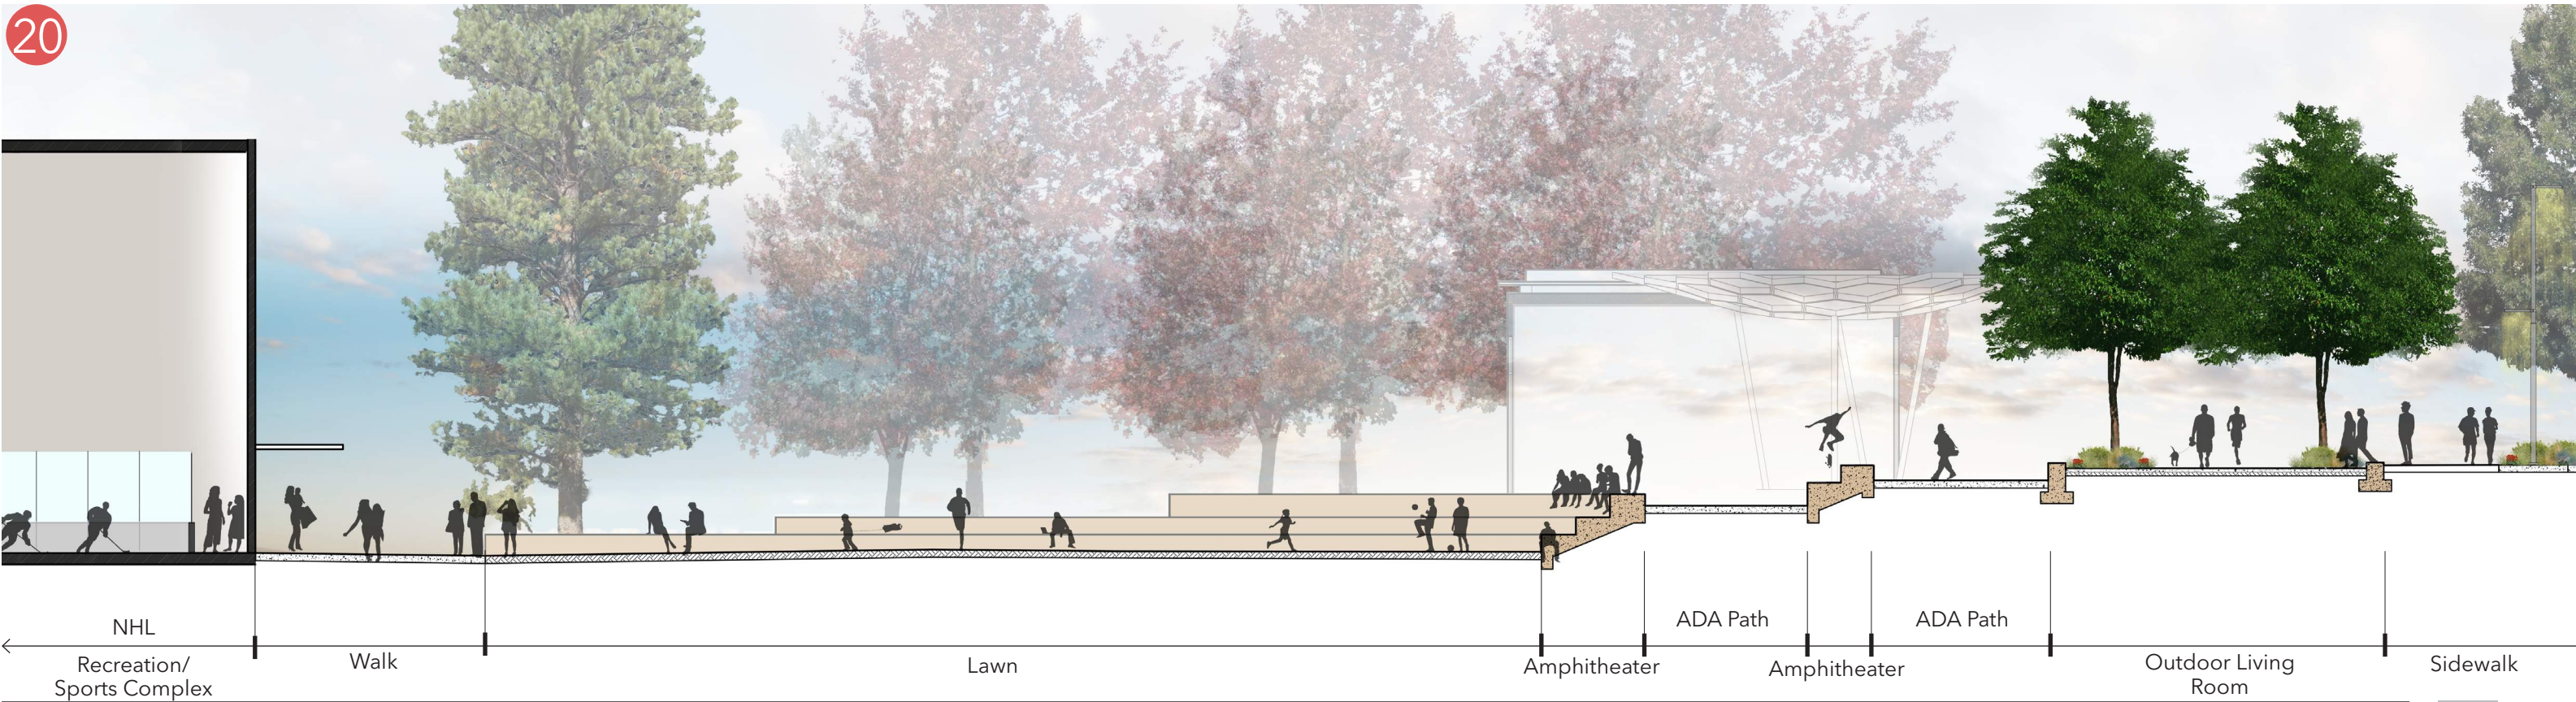 20
NHL
Recreation/
Sports Complex
Walk
Lawn
Amphitheater
ADA Path
Amphitheater
ADA Path
Outdoor Living
Room
Sidewalk